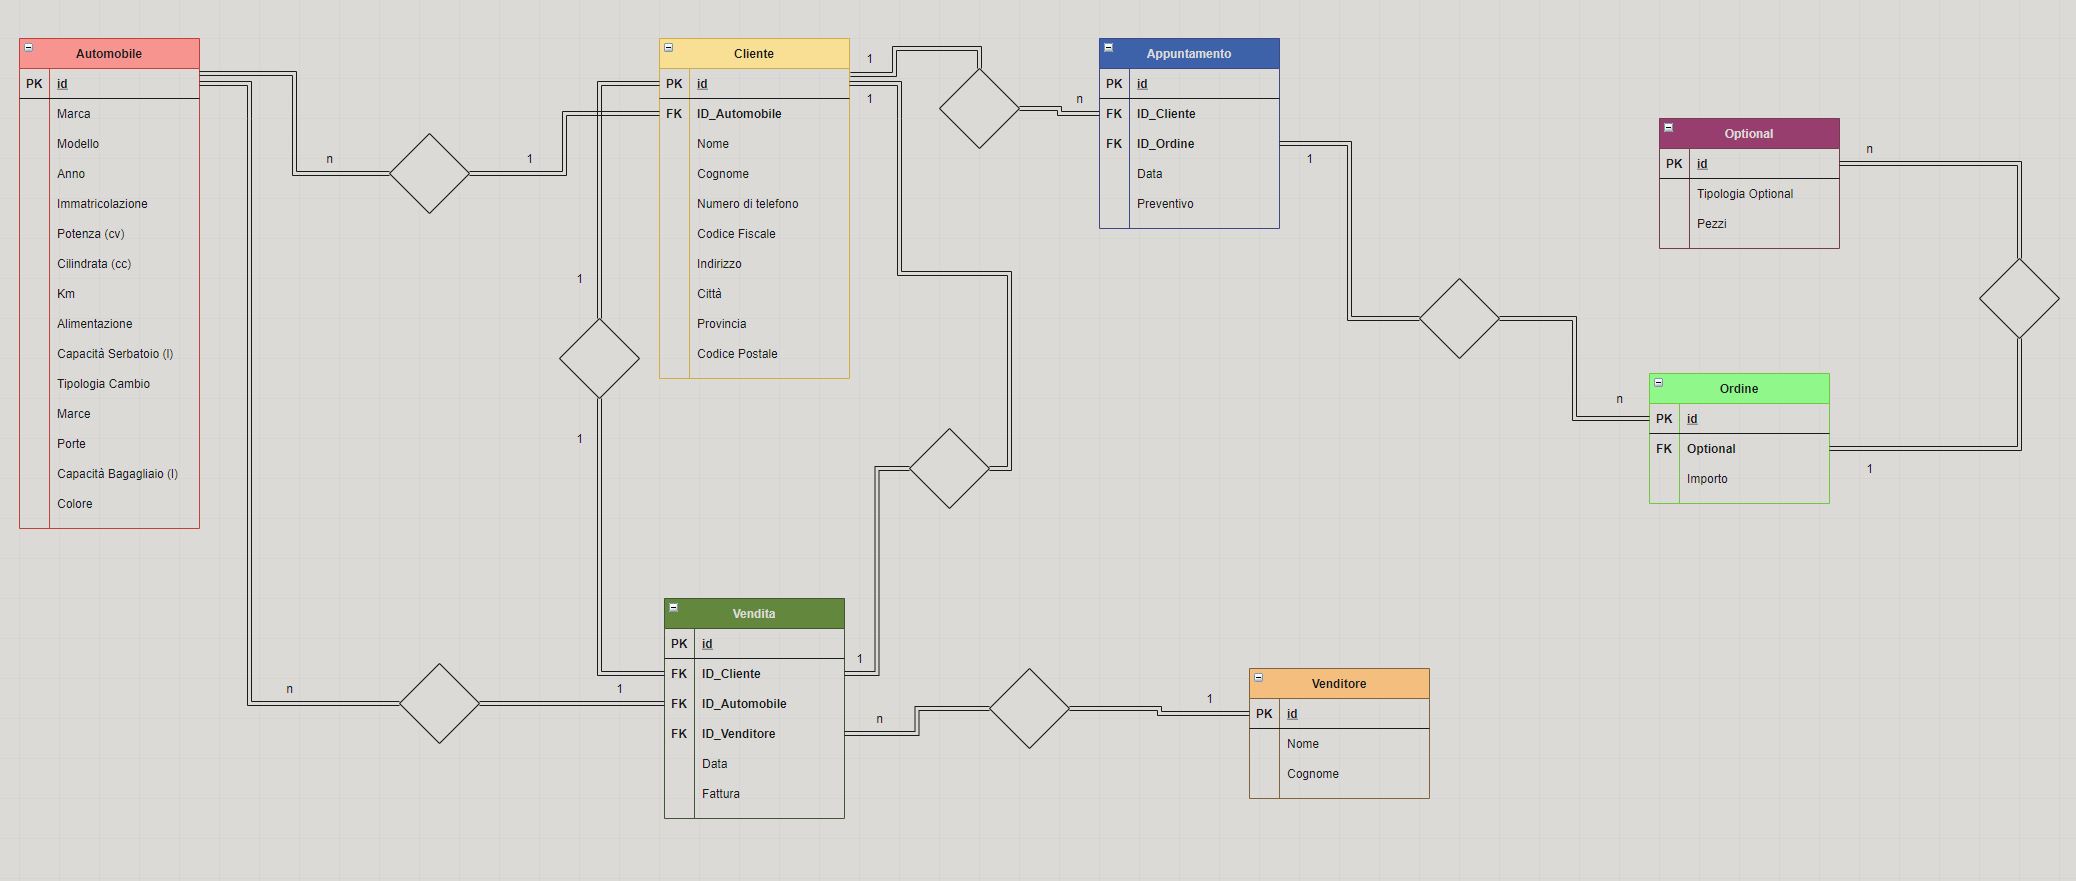 Automobile
PK id
Marca
Modello
Anno
Immatricolazione
Potenza (cv)
Cilindrata (cc)
Km
Alimentazione
Capacità Serbatoio (l)
Tipologia Cambio
Marce
Porte
Capacità Bagagliaio (l)
Colore
n
1
Cliente
PK id
FK ID_Automobile
Nome
Cognome
Numero di telefono
Codice Fiscale
Indirizzo
Città
Provincia
Codice Postale
1
1
1
n
1
Appuntamento
PK id
FK ID_Cliente
FK ID_Ordine
Data
Preventivo
1
n
Optional
PK id
Tipologia Optional
Pezzi
n
1
Ordine
PK id
FK Optional
Importo
Vendita
PK id
FK ID_Cliente
FK ID_Automobile
FK ID_Venditore
Data
Fattura
n
1
1
n
1
Venditore
PK id
Nome
Cognome